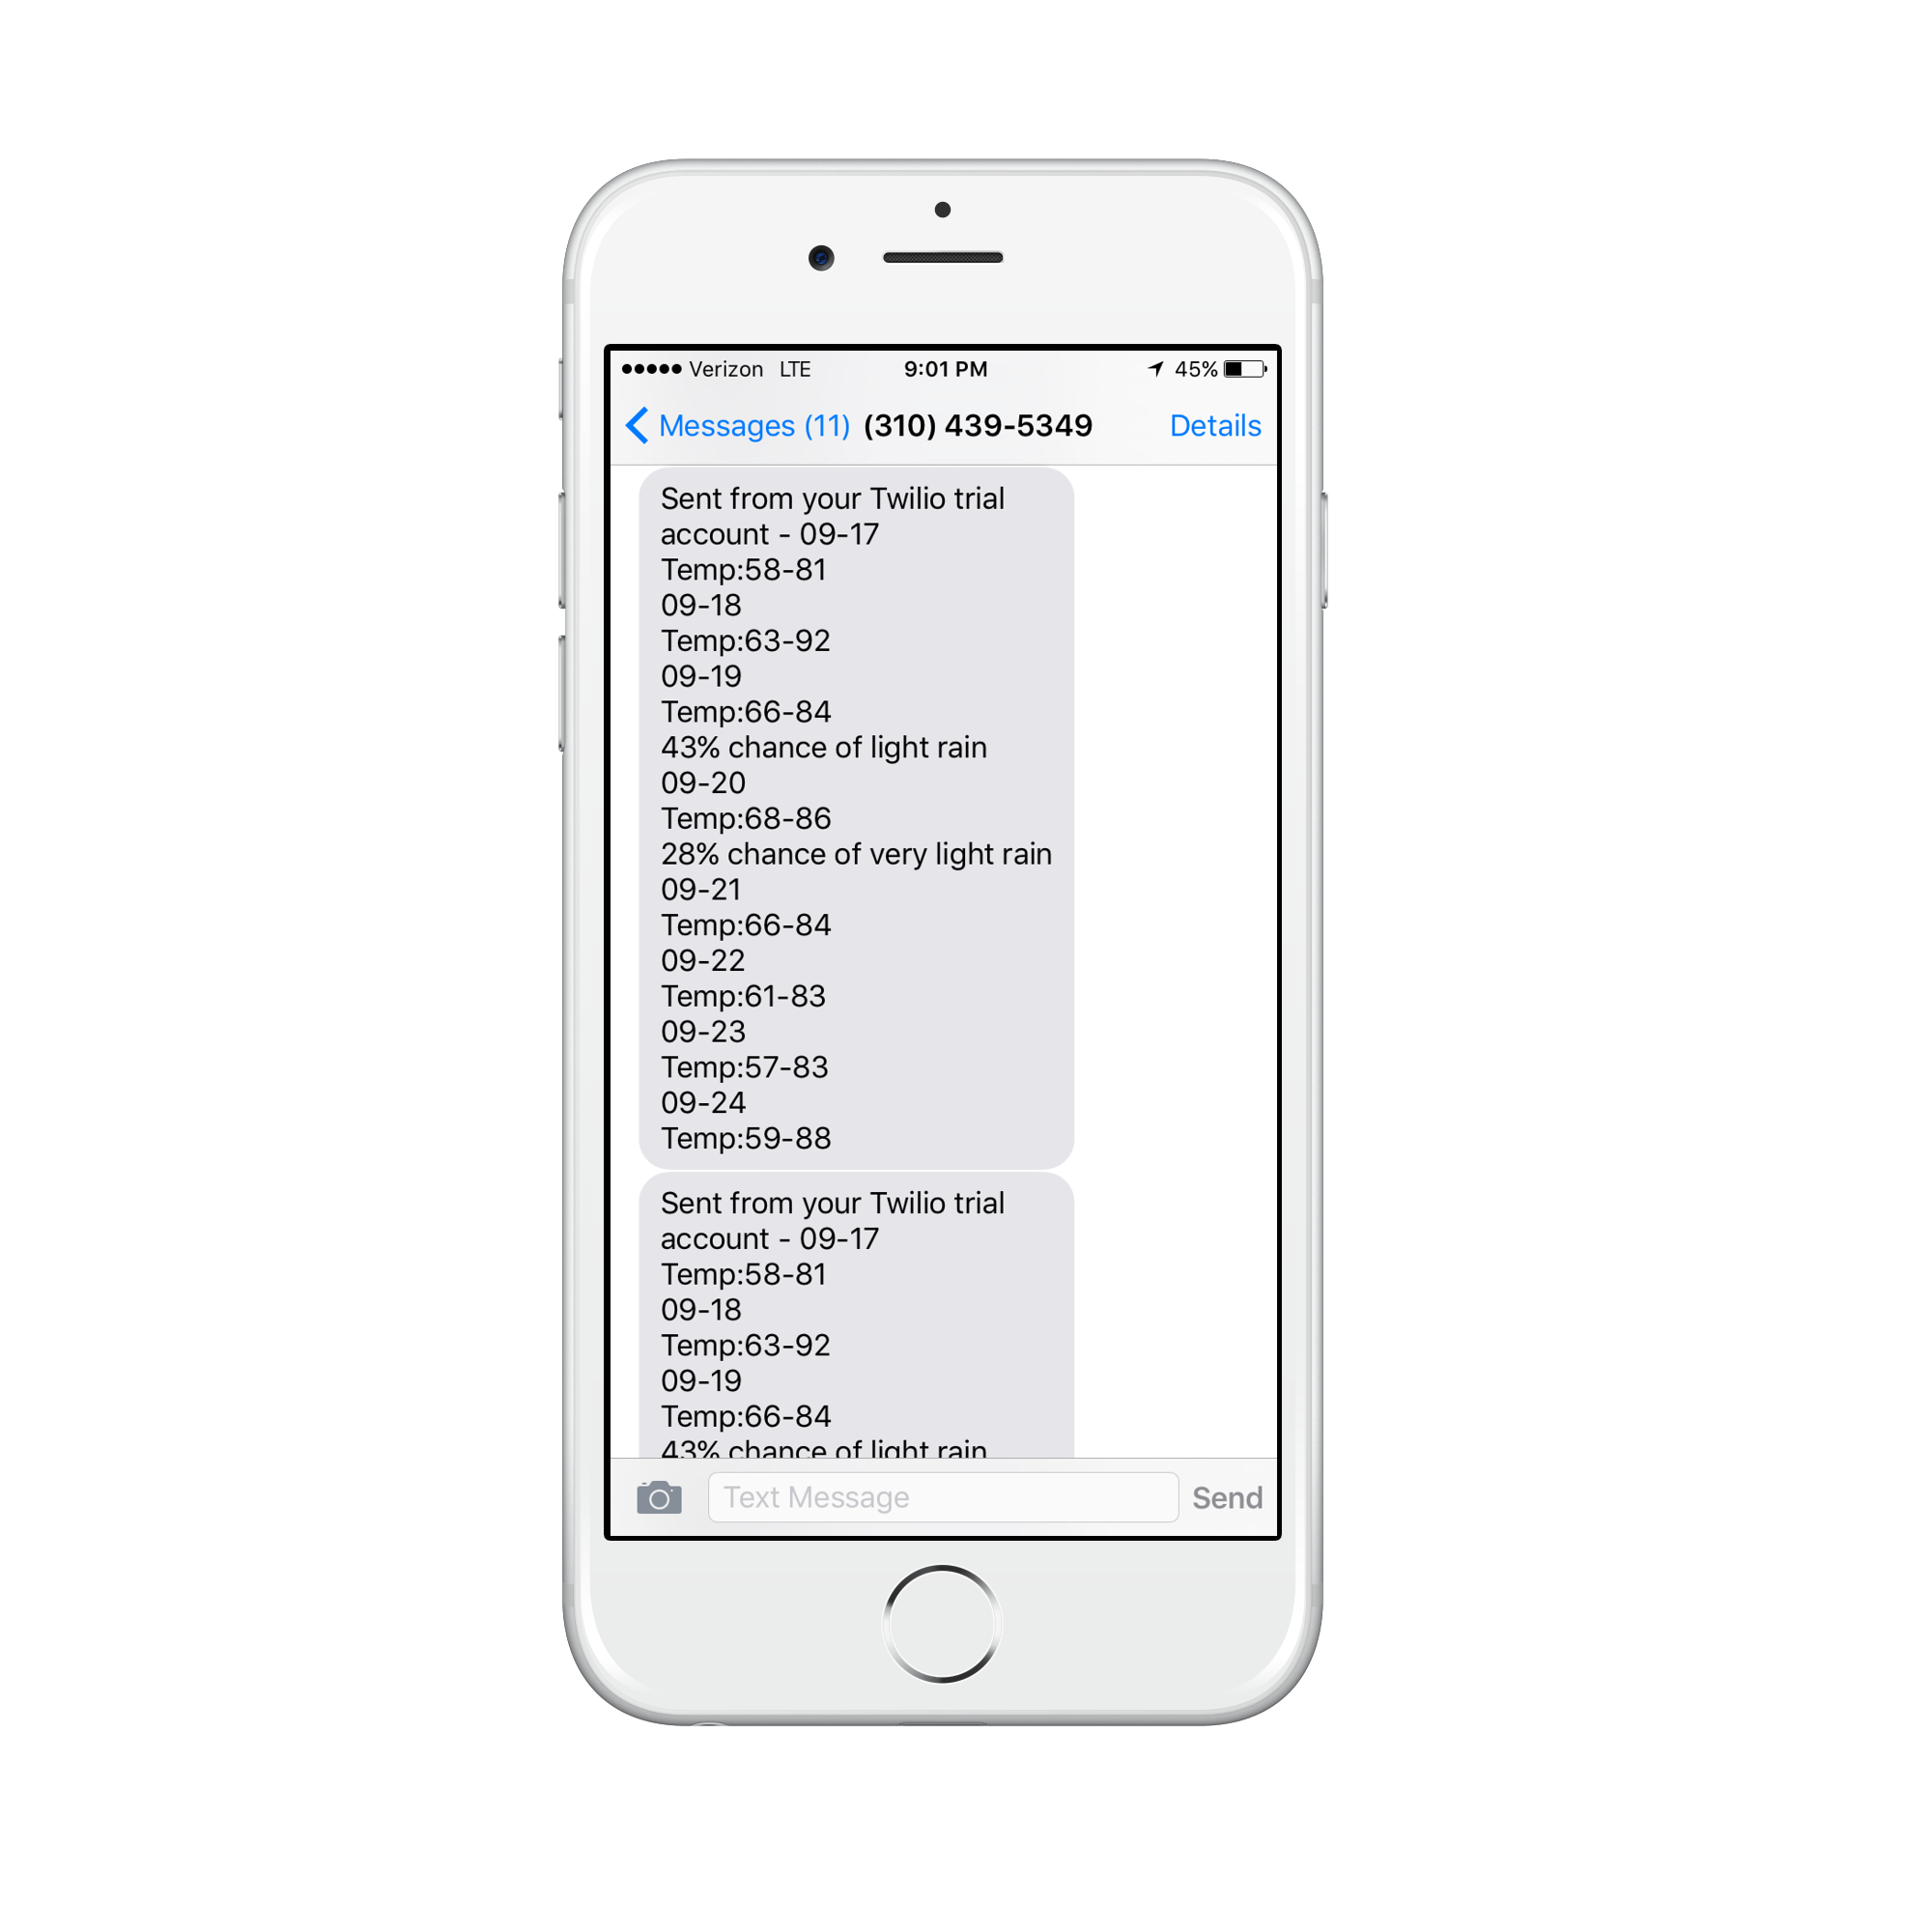 Verizon LTE 9:01 PM 45%
Messages (11) (310) 439-5349 Details
Sent from your Twilio trial
account - 09-17
Temp:58-81
09-18
Temp:63-92
09-19
Temp:66-84
43% chance of light rain
09-20
Temp:68-86
28% chance of very light rain
09-21
Temp:66-84
09-22
Temp:61-83
09-23
Temp:57-83
09-24
Temp:59-88
Sent from your Twilio trial
account - 09-17
Temp:58-81
09-18
Temp:63-92
09-19
Temp:66-84
43% chance of light rain
Text Message Send